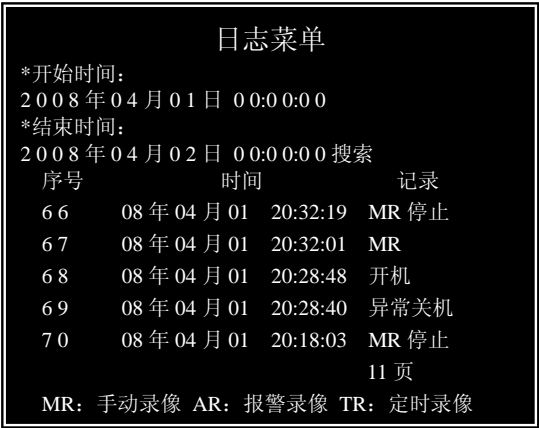 日志菜单
*开始时间：
2008年04月01日 00:00:00
*结束时间：
2008年04月02日 00:00:00搜索
序号 时间 记录
66 08年04月01 20:32:19 MR停止
67 08年04月01 20:32:01 MR
68 08年04月01 20:28:48 开机
69 08年04月01 20:28:40 异常关机
70 08年04月01 20:18:03 MR停止
11页
MR：手动录像 AR：报警录像 TR：定时录像